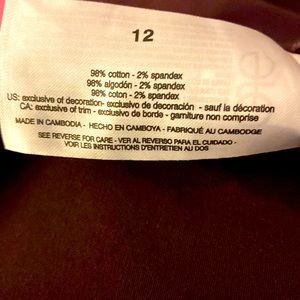 12
98% cotton - 2% spandex
98% algodón - 2% spandex
98% coton - 2% spandex
US: exclusive of decoration- exclusivo de decoración - sauf la décoration
CA: exclusive of trim - exclusivo de borde - garniture non comprise
MADE IN CAMBODIA - HECHO EN CAMBOYA - FABRIQUÉ AU CAMBODGE
SEE REVERSE FOR CARE - VER AL REVERSO PARA EL CUIDADO -
VOIR LES INSTRUCTIONS D'ENTRETIEN AU DOS